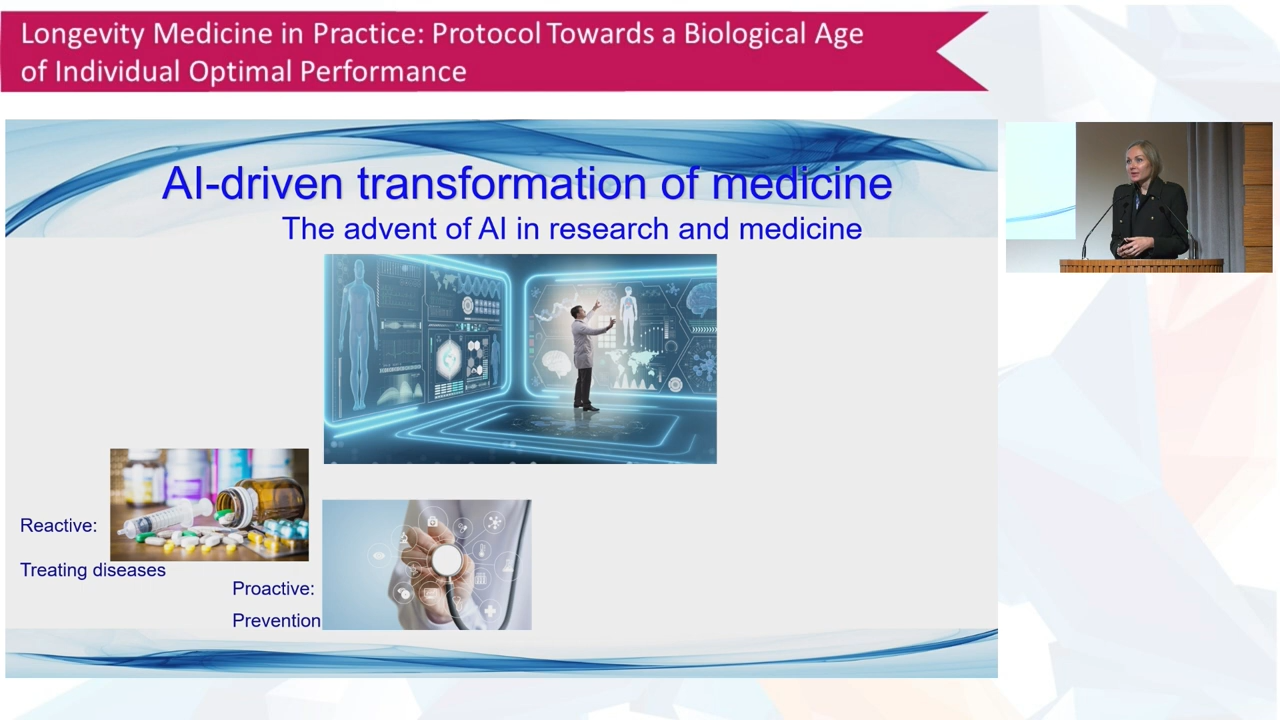 Longevity Medicine in Practice: Protocol Towards a Biological Age
of Individual Optimal Performance
AI-driven transformation of medicine
The advent of AI in research and medicine
Reactive:
Treating diseases
Proactive:
Prevention